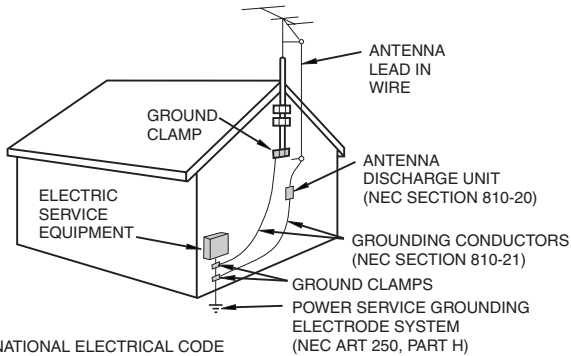 ANTENNA
LEAD IN
WIRE
GROUND
CLAMP
ANTENNA
DISCHARGE UNIT
(NEC SECTION 810-20)
ELECTRIC
SERVICE
EQUIPMENT
GROUNDING CONDUCTORS
(NEC SECTION 810-21)
GROUND CLAMPS
POWER SERVICE GROUNDING
ELECTRODE SYSTEM
(NEC ART 250, PART H)
NATIONAL ELECTRICAL CODE